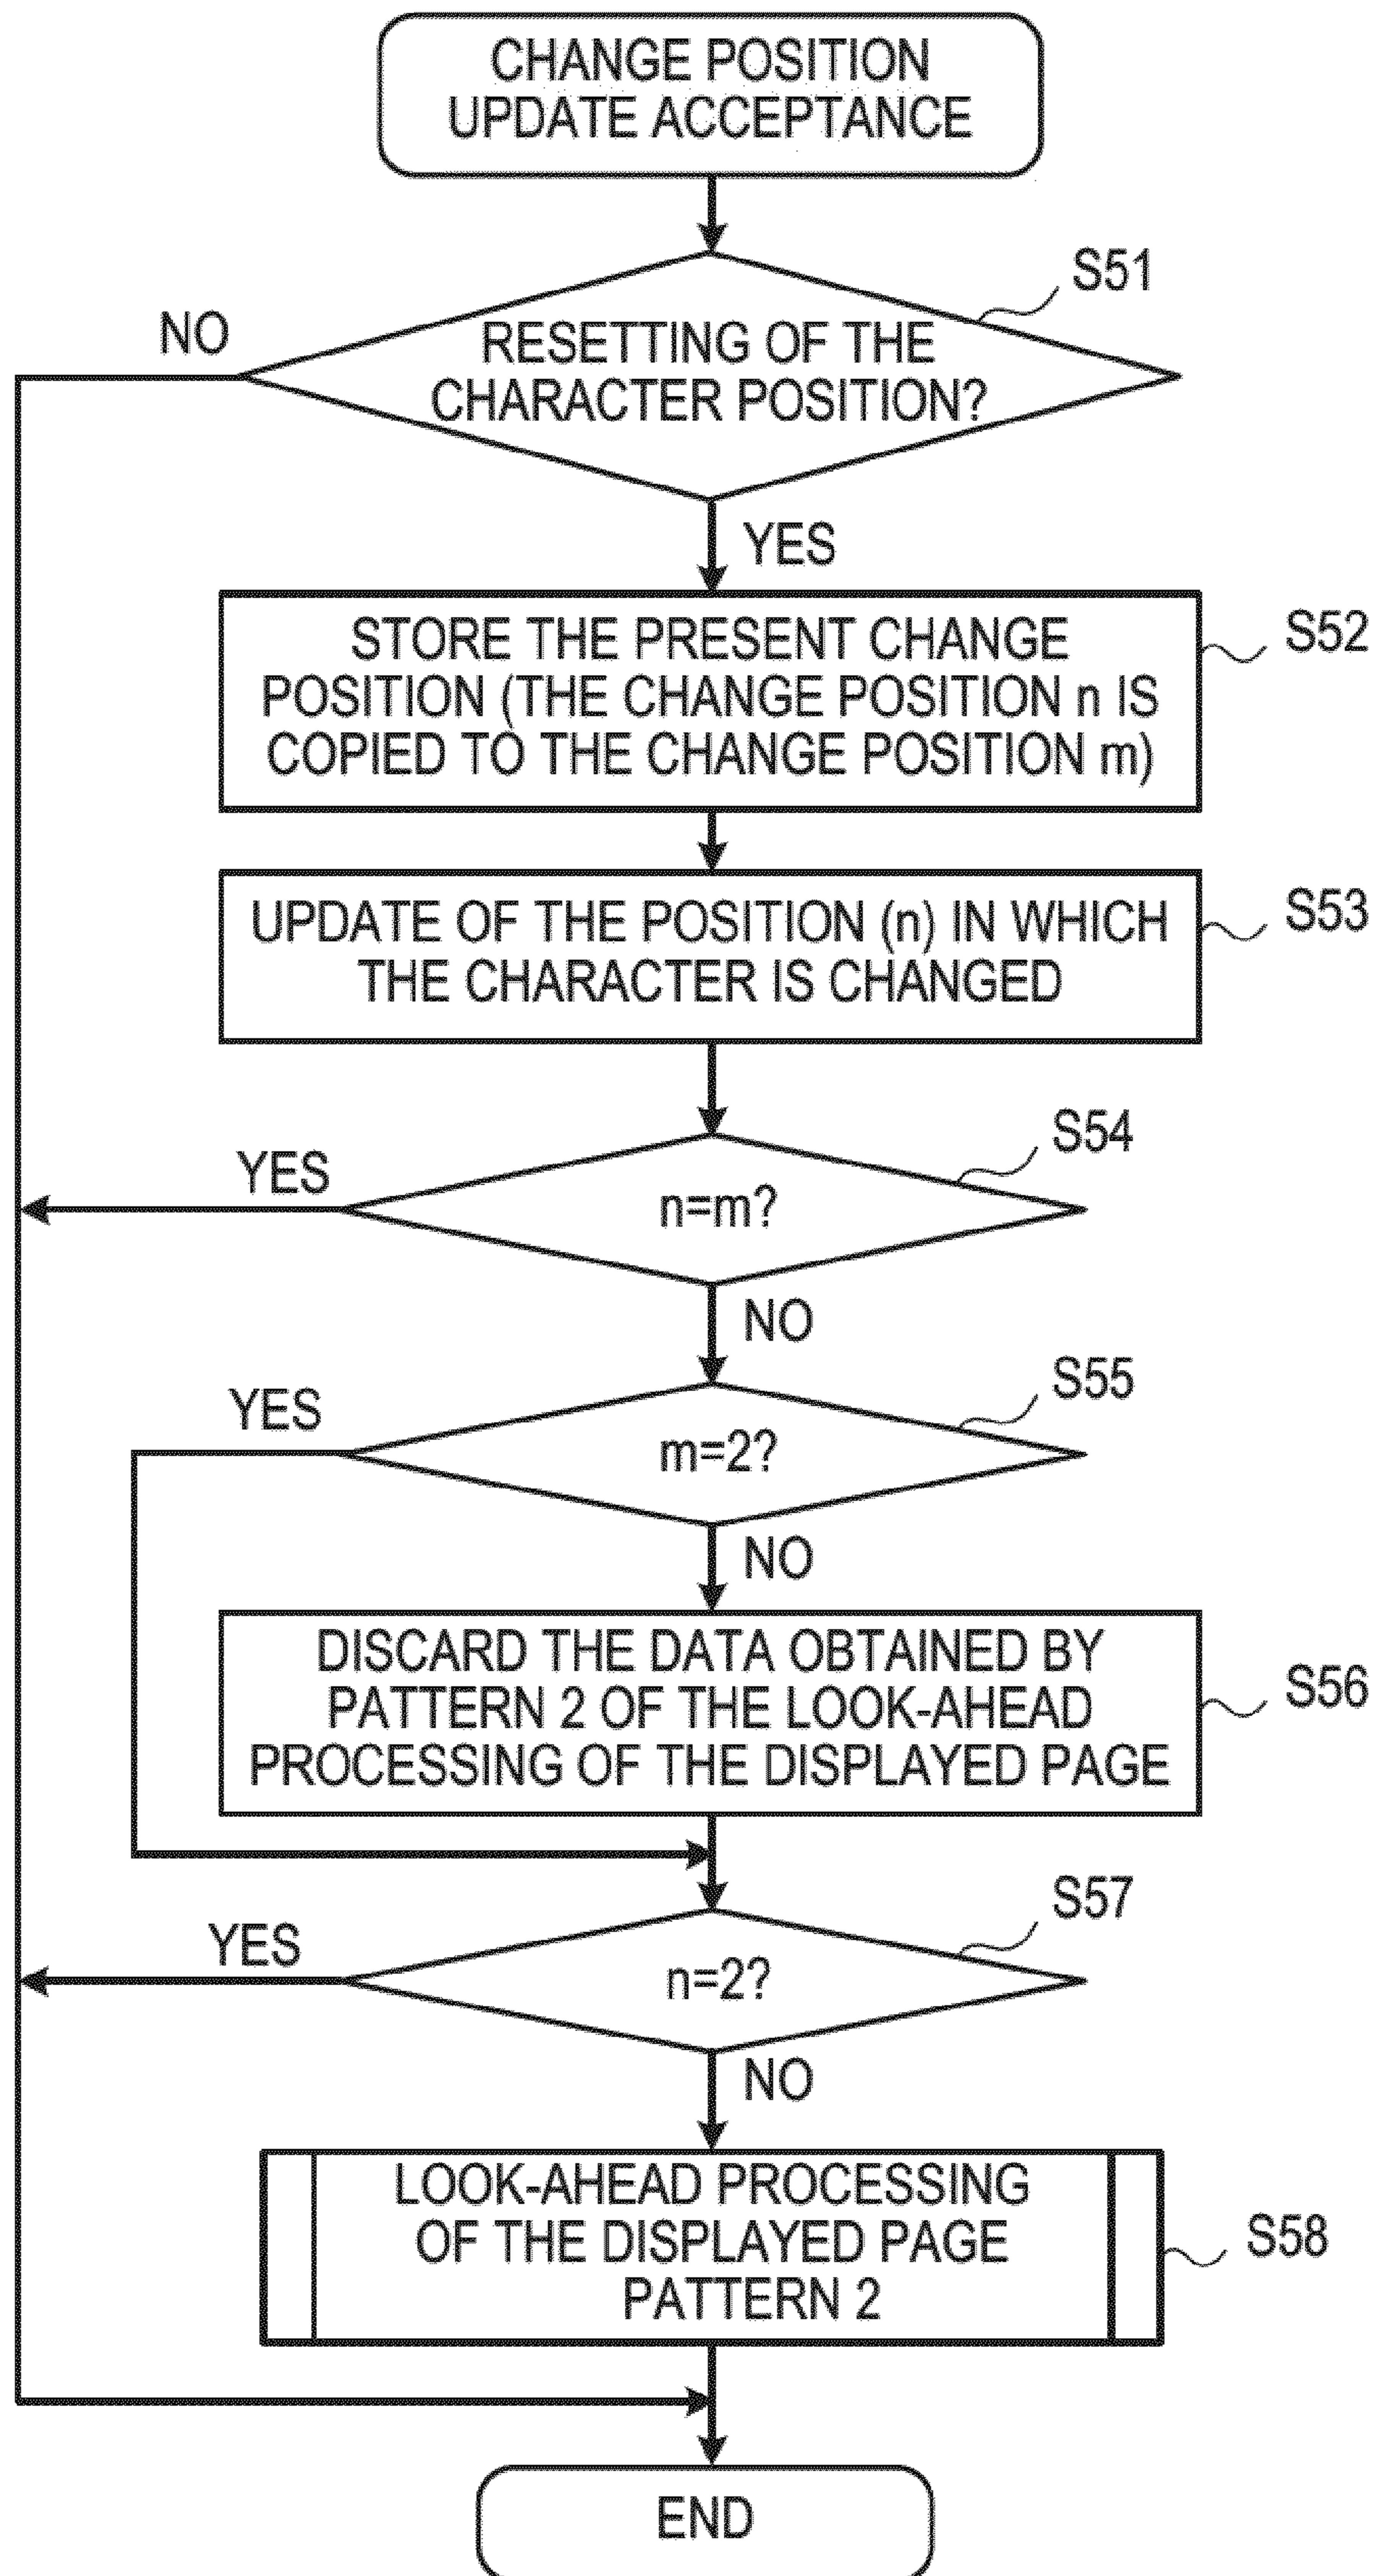 CHANGE POSITION
UPDATE ACCEPTANCE
S51
NO
RESETTING OF THE
CHARACTER POSITION?
YES
STORE THE PRESENT CHANGE
POSITION (THE CHANGE POSITION n IS
COPIED TO THE CHANGE POSITION m)
S52
UPDATE OF THE POSITION (n) IN WHICH
THE CHARACTER IS CHANGED
S53
S54
YES
n=m?
NO
S55
YES
m=2?
NO
DISCARD THE DATA OBTAINED BY
PATTERN 2 OF THE LOOK-AHEAD
PROCESSING OF THE DISPLAYED PAGE
S56
S57
YES
n=2?
NO
LOOK-AHEAD PROCESSING
OF THE DISPLAYED PAGE
PATTERN 2
S58
END